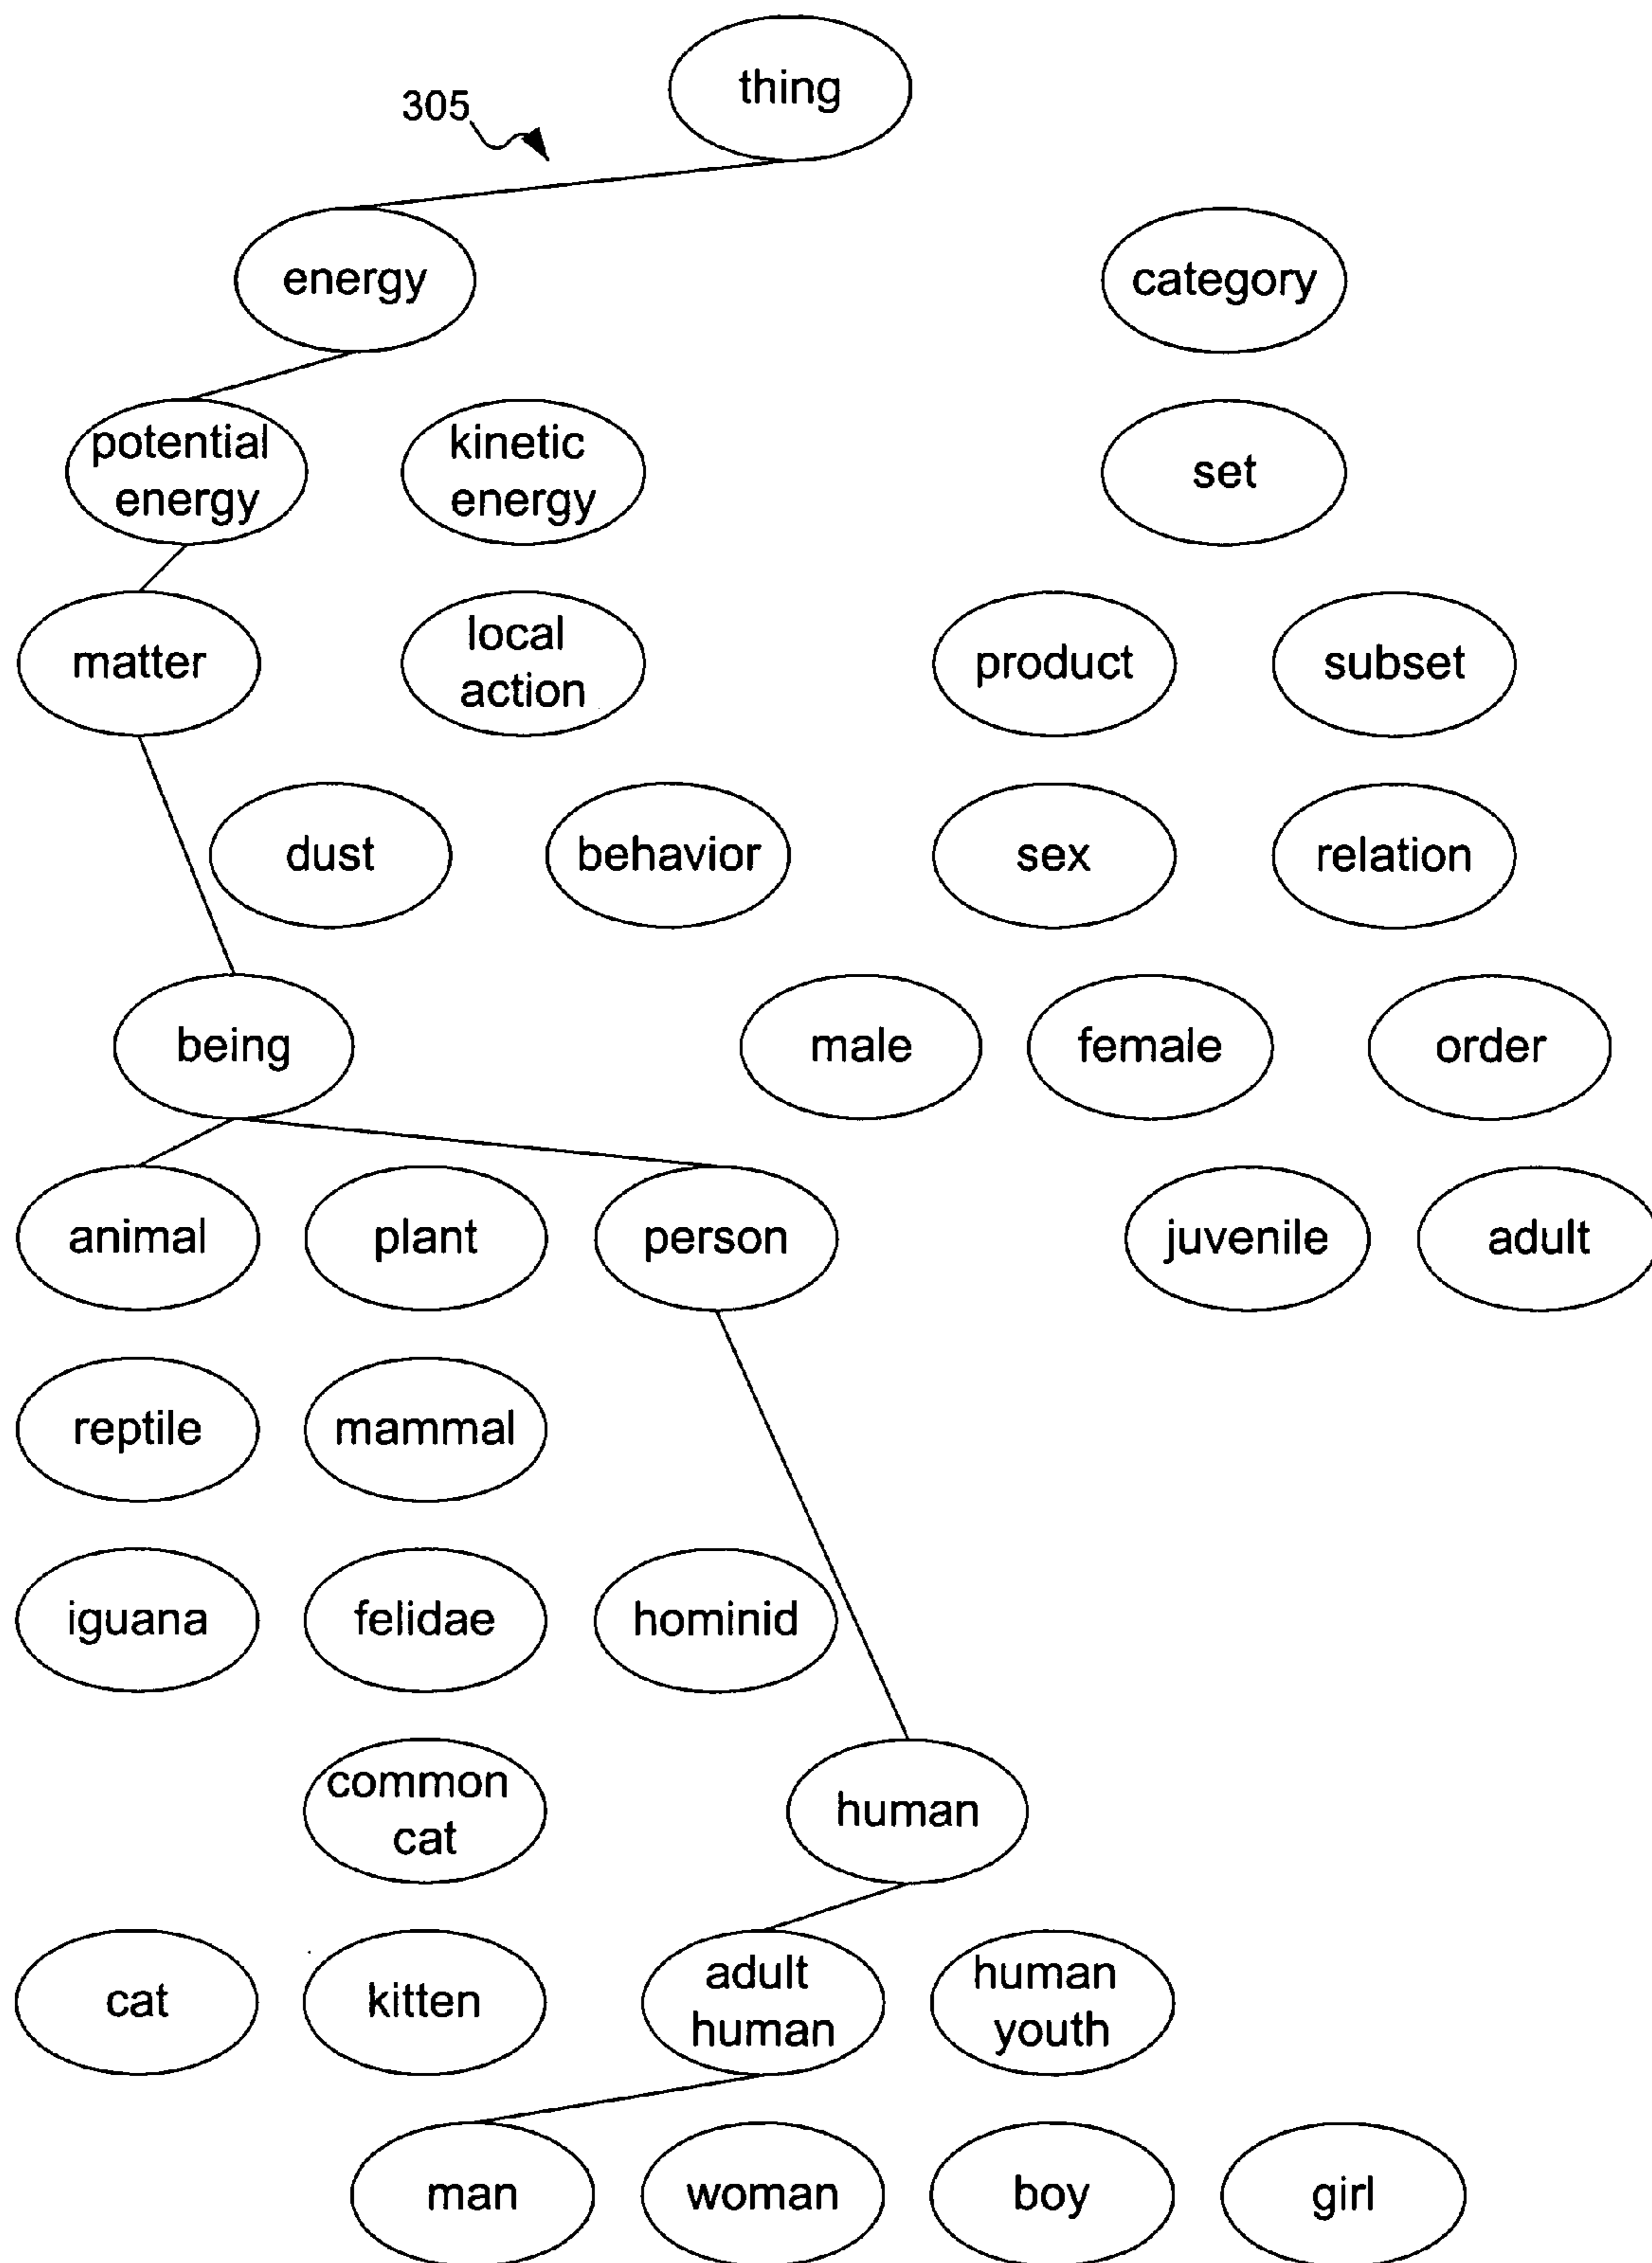 thing
305
energy
category
potential
energy
kinetic
energy
set
matter
local
action
product
subset
dust
behavior
sex
relation
being
male
female
order
animal
plant
person
juvenile
adult
reptile
mammal
iguana
felidae
hominid
common
cat
human
cat
kitten
adult
human
human
youth
man
woman
boy
girl